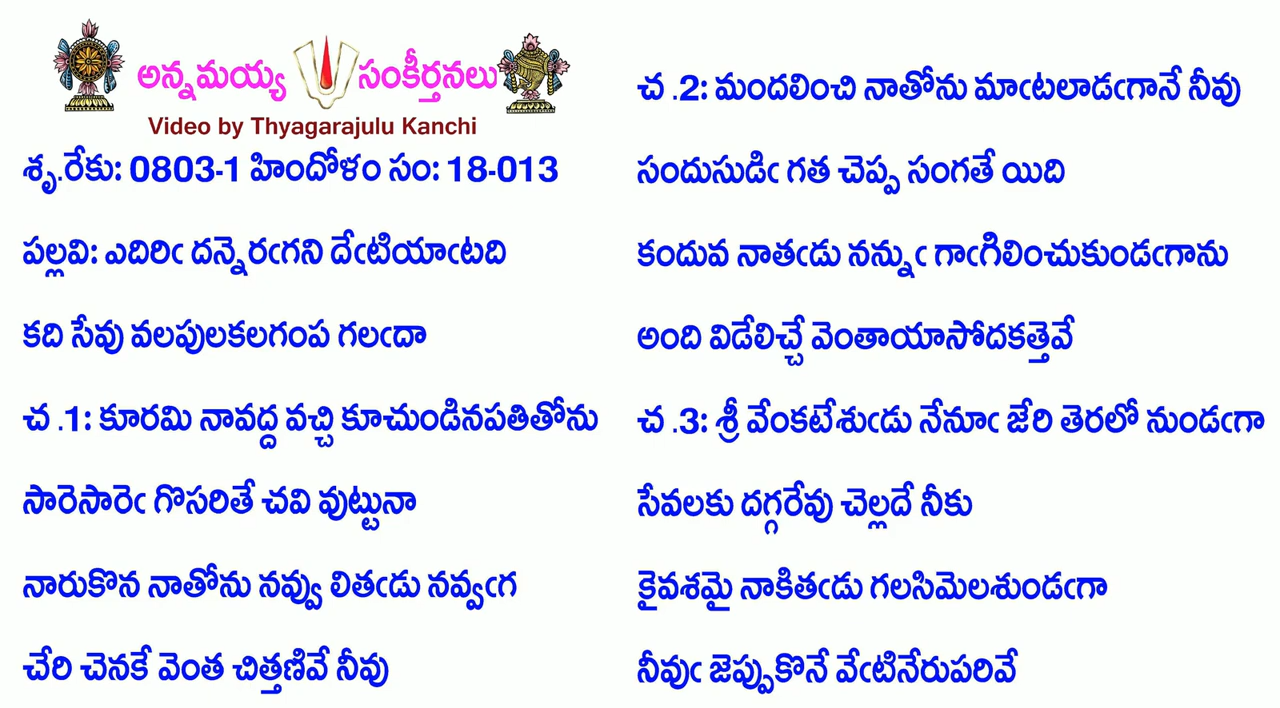 అన్నమయ్య సంకీర్తనలు
Video by Thyagarajulu Kanchi
శృ.రేకు: 0803-1 హిందోళం సం: 18-013
పల్లవి: ఎదిరిఁ దన్నెరఁగని దేఁటియాఁటది
కది సేవు వలపులకలగంప గలఁదా
చ .1: కూరమి నావద్ద వచ్చి కూచుండినపతితోను
సారెసారెఁ గొసరితే చవి వుట్టునా
నారుకొన నాతోను నవ్వు లితఁడు నవ్వఁగ
చేరి చెనకే వెంత చిత్తణివే నీవు
చ .2: మందలించి నాతోను మాఁటలాడఁగానే నీవు
సందుసుడిఁ గత చెప్ప సంగతే యిది
కందువ నాతఁడు నన్నుఁ గాఁగిలించుకుండఁగాను
అంది విడేలిచ్చే వెంతాయాసోదకత్తెవే
చ .3: శ్రీ వేంకటేశుఁడు నేనూఁ జేరి తెరలో నుండఁగా
సేవలకు దగ్గరేవు చెల్లదే నీకు
కైవశమై నాకితఁడు గలసిమెలశుండఁగా
నీవుఁ జెప్పుకొనే వేఁటినేరుపరివే